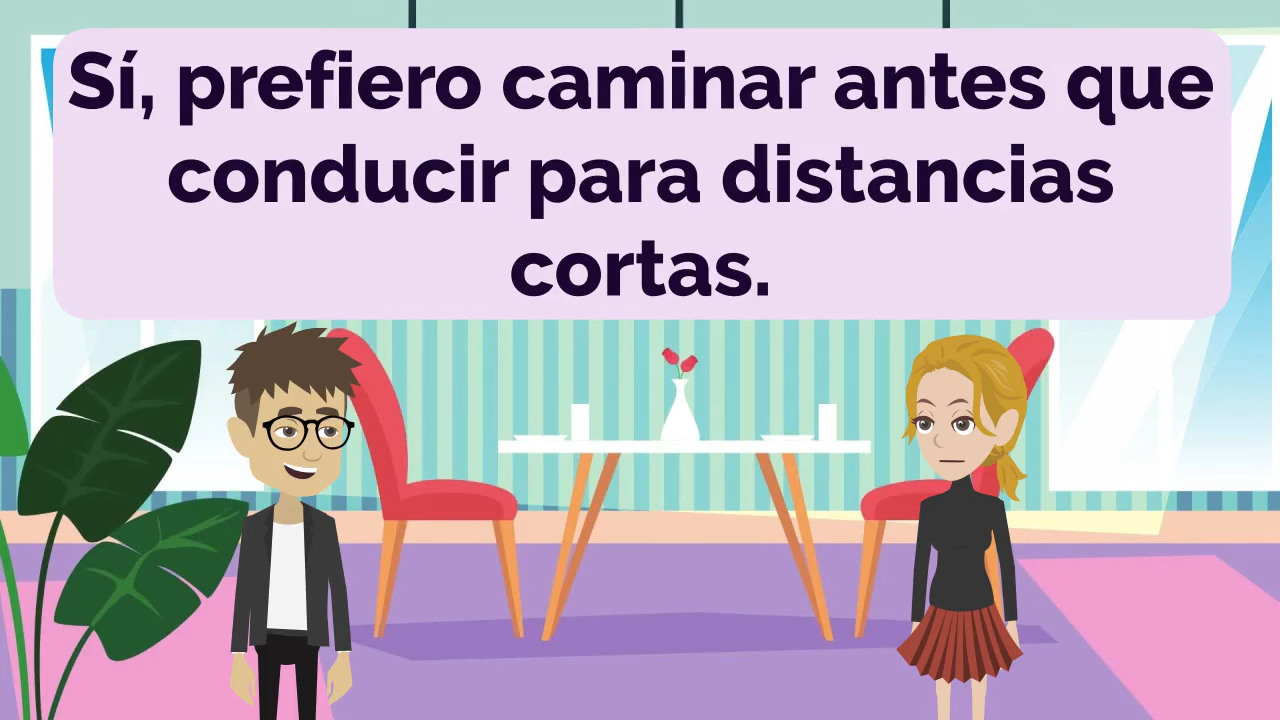 Sí, prefiero caminar antes que
conducir para distancias
cortas.